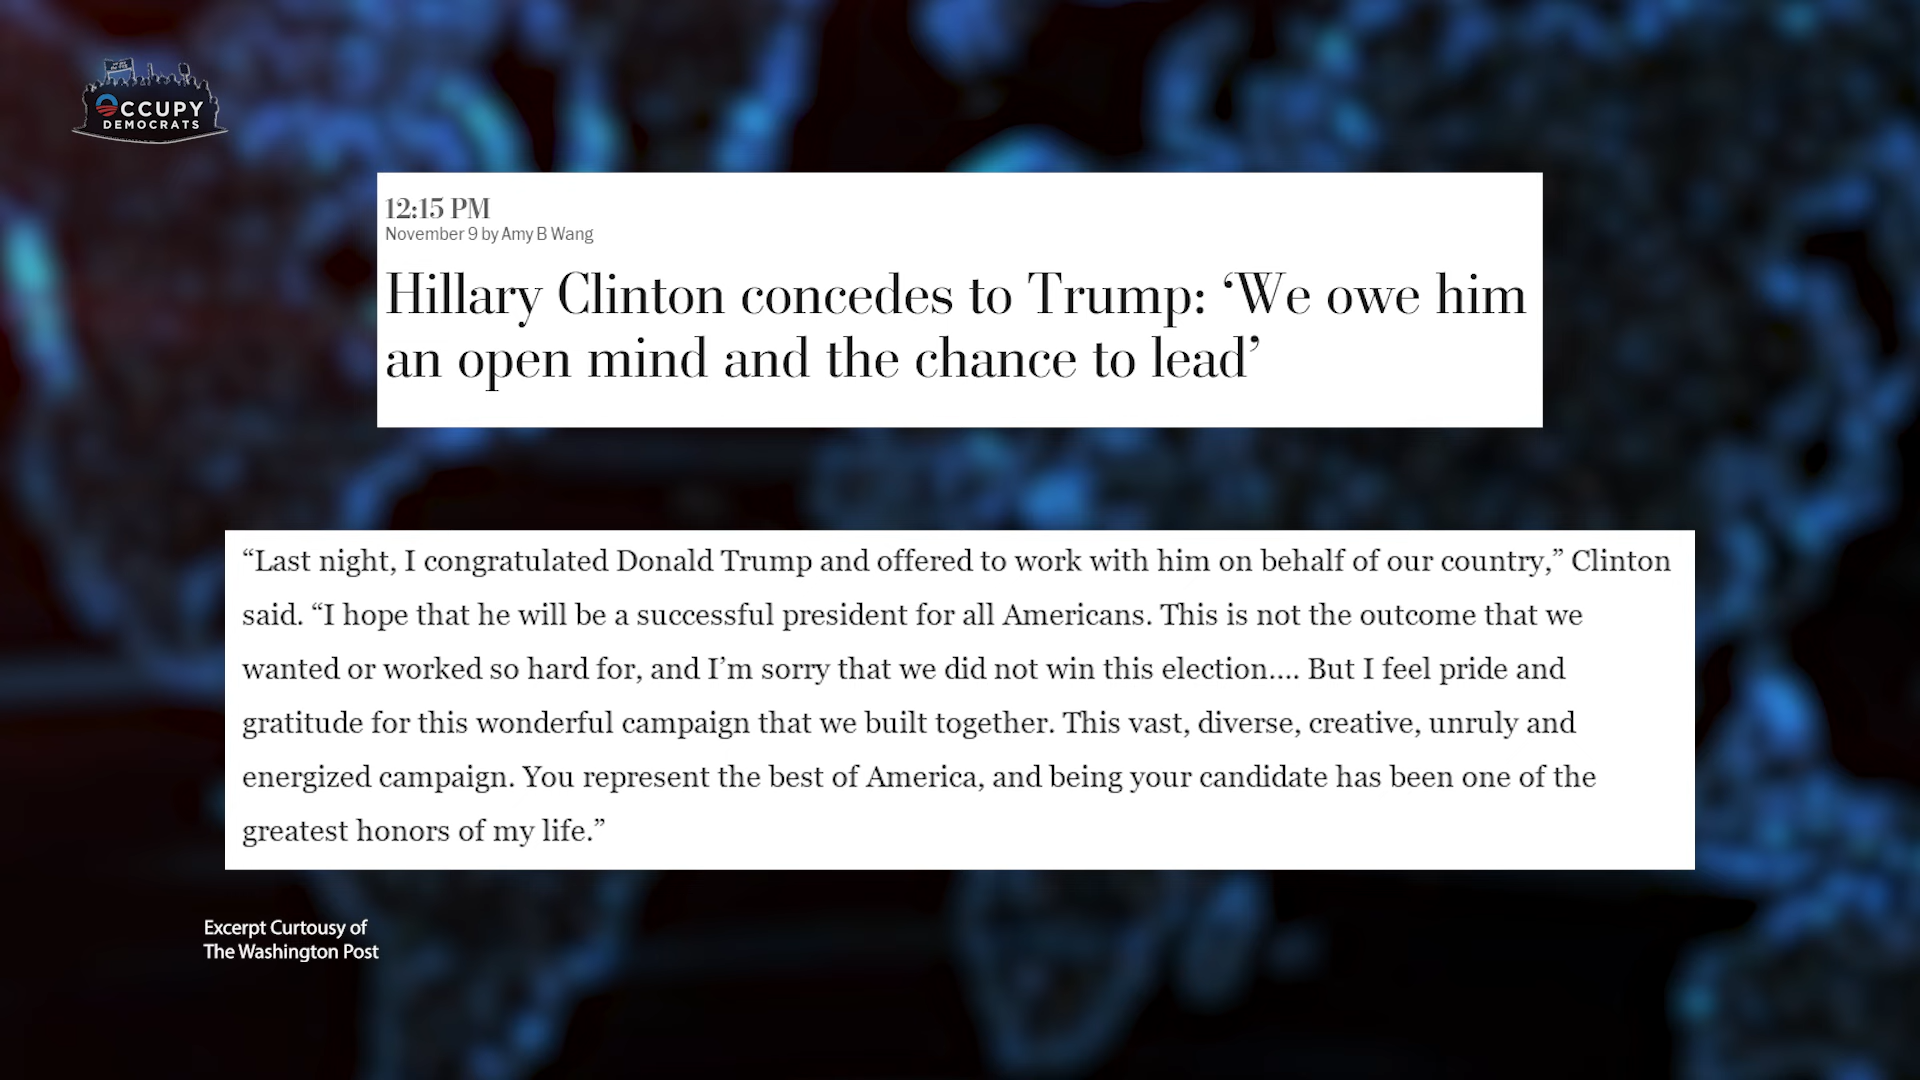 OCCUPY
DEMOCRATS
12:15 PM
November 9 by Amy B Wang
Hillary Clinton concedes to Trump: ‘We owe him
an open mind and the chance to lead’
“Last night, I congratulated Donald Trump and offered to work with him on behalf of our country,” Clinton
said. “I hope that he will be a successful president for all Americans. This is not the outcome that we
wanted or worked so hard for, and I’m sorry that we did not win this election.... But I feel pride and
gratitude for this wonderful campaign that we built together. This vast, diverse, creative, unruly and
energized campaign. You represent the best of America, and being your candidate has been one of the
greatest honors of my life.”
Excerpt Curtousy of
The Washington Post